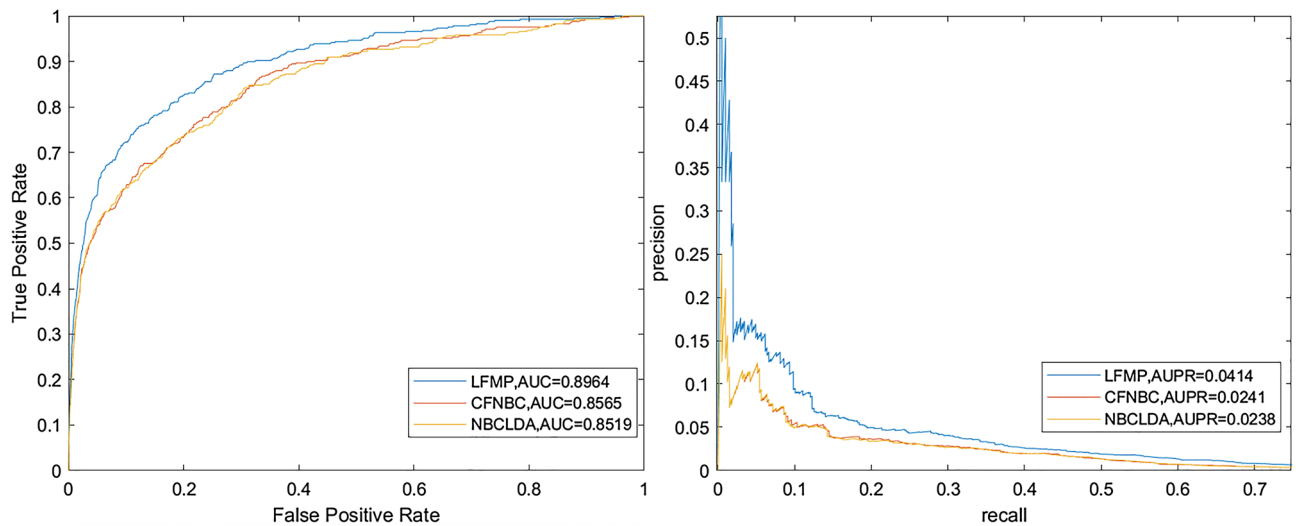 1
0.9
0.8
0.7
0.6
0.5
0.4
0.3
0.2
0.1
0
True Positive Rate
0 0.2 0.4 0.6 0.8 1
False Positive Rate
LFMP,AUC=0.8964
CFNBC,AUC=0.8565
NBCLDA,AUC=0.8519
0.5
0.45
0.4
0.35
0.3
0.25
0.2
0.15
0.1
0.05
0
precision
0 0.1 0.2 0.3 0.4 0.5 0.6 0.7
recall
LFMP,AUPR=0.0414
CFNBC,AUPR=0.0241
NBCLDA,AUPR=0.0238